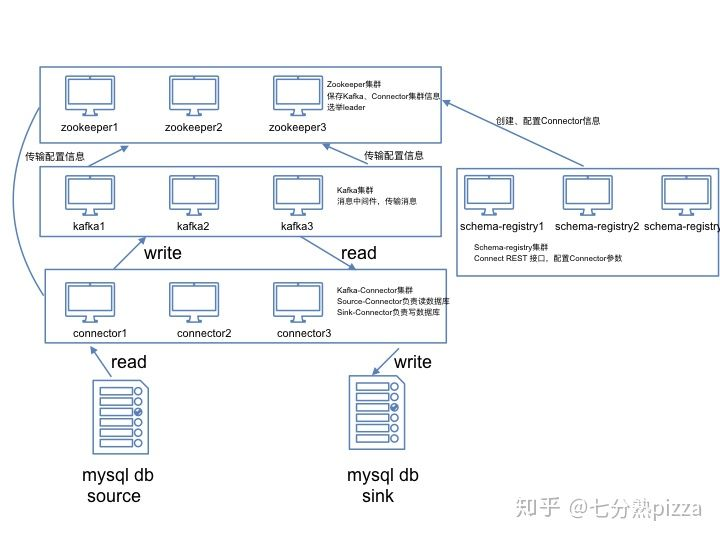 Zookeeper集群
保存Kafka、Connector集群信息
选举leader
zookeeper1
zookeeper2
zookeeper3
创建、配置Connector信息
传输配置信息
传输配置信息
Kafka集群
消息中间件，传输消息
kafka1
kafka2
kafka3
schema-registry1
schema-registry2
schema-registry
Schema-registry集群
Connect REST 接口，配置Connector参数
write
read
Kafka-Connector集群
Source-Connector负责读数据库
Sink-Connector负责写数据库
connector1
connector2
connector3
read
write
mysql db
source
mysql db
sink
知乎 @七分熟pizza